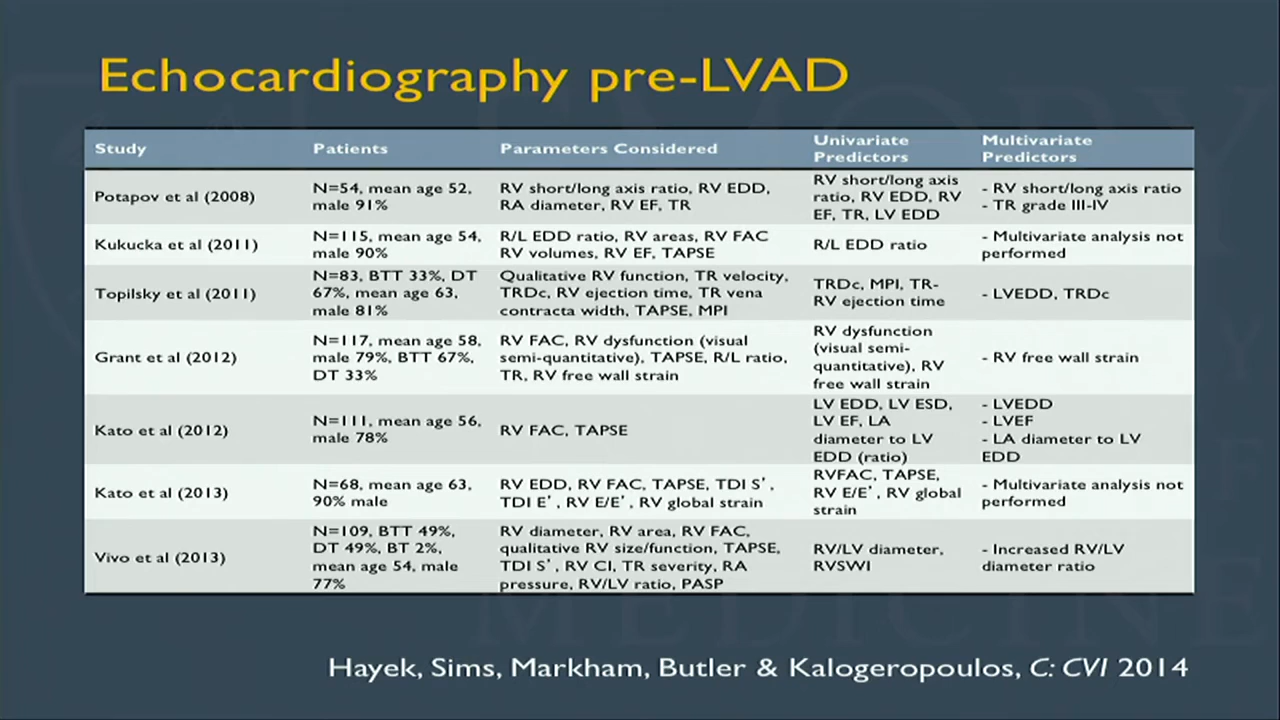 Echocardiography pre-LVAD
Study Patients Parameters Considered Univariate Predictors Multivariate Predictors
Potapov et al (2008)
N=54, mean age 52,
male 91%
RV short/long axis ratio, RV EDD,
RA diameter, RV EF, TR
RV short/long axis
ratio, RV EDD, RV
EF, TR, LV EDD
- RV short/long axis ratio
- TR grade III-IV
Kukucka et al (2011)
N=115, mean age 54,
male 90%
R/L EDD ratio, RV areas, RV FAC
RV volumes, RV EF, TAPSE
R/L EDD ratio
- Multivariate analysis not
performed
Topilsky et al (2011)
N=83, BTT 33%, DT
67%, mean age 63,
male 81%
Qualitative RV function, TR velocity,
TRDc, RV ejection time, TR vena
contracta width, TAPSE, MPI
TRDc, MPI, TR-
RV ejection time
- LVEDD, TRDc
Grant et al (2012)
N=117, mean age 58,
male 79%, BTT 67%,
DT 33%
RV FAC, RV dysfunction (visual
semi-quantitative), TAPSE, R/L ratio,
TR, RV free wall strain
RV dysfunction
(visual semi-
quantitative), RV
free wall strain
- RV free wall strain
Kato et al (2012)
N=111, mean age 56,
male 78%
RV FAC, TAPSE
LV EDD, LV ESD,
LV EF, LA
diameter to LV
EDD (ratio)
- LVEDD
- LVEF
- LA diameter to LV
EDD
Kato et al (2013)
N=68, mean age 63,
90% male
RV EDD, RV FAC, TAPSE, TDI S',
TDI E', RV E/E', RV global strain
RVFAC, TAPSE,
RV E/E', RV global
strain
- Multivariate analysis not
performed
Vivo et al (2013)
N=109, BTT 49%,
DT 49%, BT 2%,
mean age 54, male
77%
RV diameter, RV area, RV FAC,
qualitative RV size/function, TAPSE,
TDI S', RV CI, TR severity, RA
pressure, RV/LV ratio, PASP
RV/LV diameter,
RVSWI
- Increased RV/LV
diameter ratio
Hayek, Sims, Markham, Butler & Kalogeropoulos, C: CVI 2014